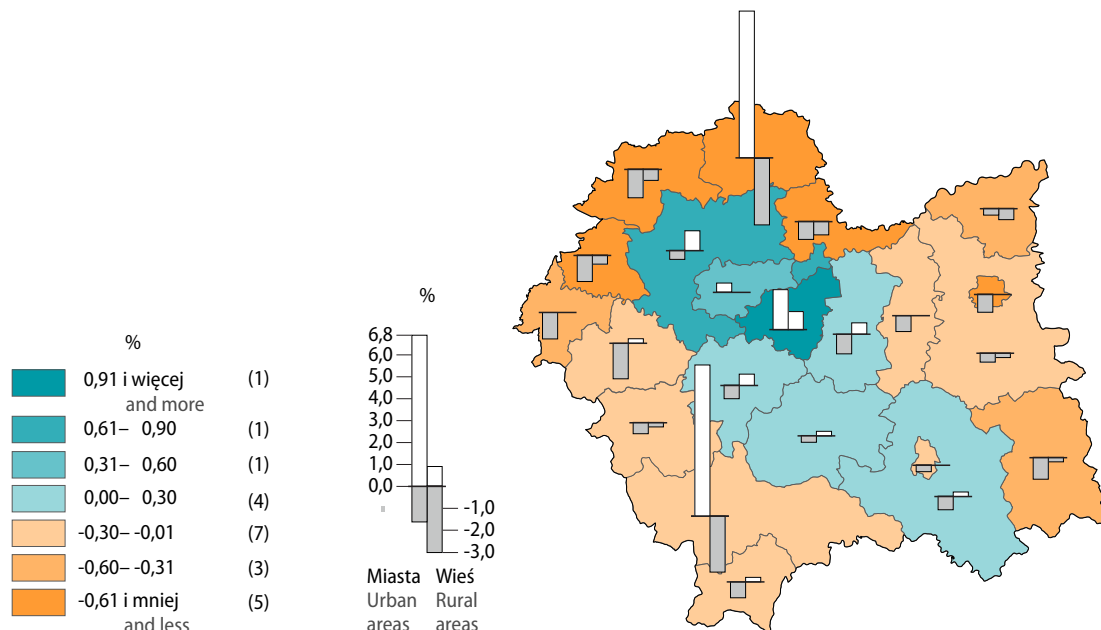 %
0,91 i więcej (1)
and more
0,61– 0,90 (1)
0,31– 0,60 (1)
0,00– 0,30 (4)
-0,30– -0,01 (7)
-0,60– -0,31 (3)
-0,61 i mniej (5)
and less
%
6,8
6,0
5,0
4,0
3,0
2,0
1,0
0,0
-1,0
-2,0
-3,0
Miasta Wieś
Urban Rural
areas areas